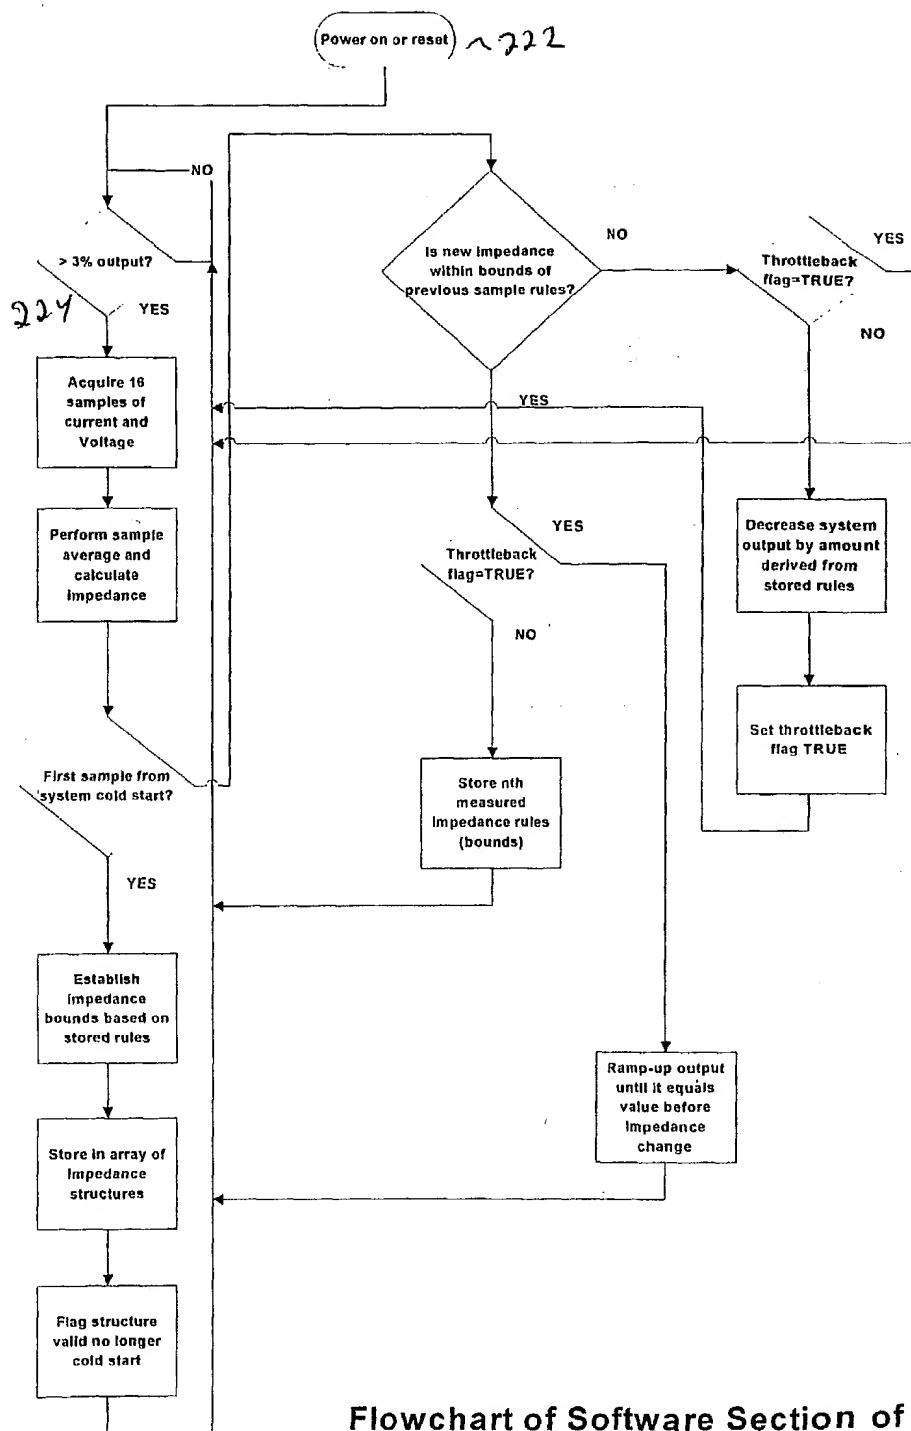 Power on or reset
~222
NO
> 3% output?
224
YES
Acquire 16
samples of
current and
Voltage
Perform sample
average and
calculate
impedance
First sample from
system cold start?
YES
Establish
impedance
bounds based on
stored rules
Store in array of
impedance
structures
Flag structure
valid no longer
cold start
Is new impedance
within bounds of
previous sample rules?
NO
YES
Throttleback
flag=TRUE?
YES
NO
Store nth
measured
impedance rules
(bounds)
Ramp-up output
until it equals
value before
impedance
change
Throttleback
flag=TRUE?
YES
NO
Decrease system
output by amount
derived from
stored rules
Set throttleback
flag TRUE
Flowchart of Software Section of